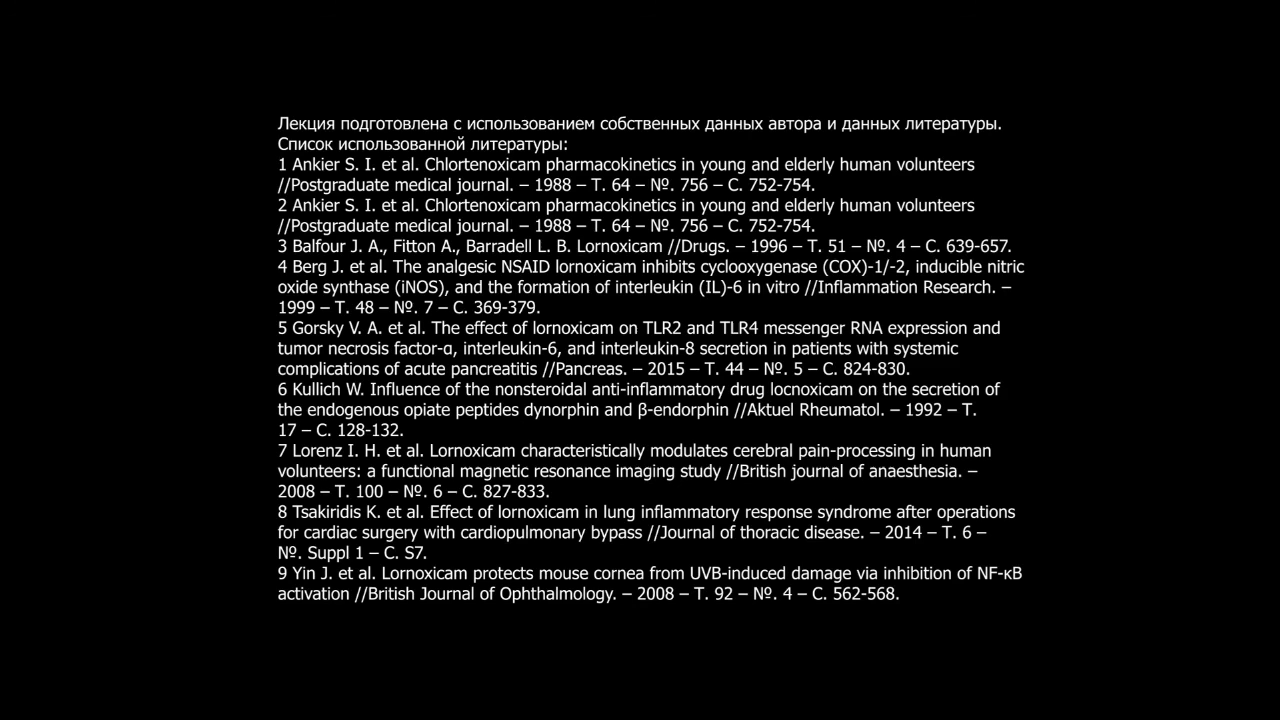 Лекция подготовлена с использованием собственных данных автора и данных литературы.
Список использованной литературы:
1 Ankier S. I. et al. Chlortenoxicam pharmacokinetics in young and elderly human volunteers
//Postgraduate medical journal. – 1988 – Т. 64 – №. 756 – С. 752-754.
2 Ankier S. I. et al. Chlortenoxicam pharmacokinetics in young and elderly human volunteers
//Postgraduate medical journal. – 1988 – Т. 64 – №. 756 – С. 752-754.
3 Balfour J. A., Fitton A., Barradell L. B. Lornoxicam //Drugs. – 1996 – Т. 51 – №. 4 – С. 639-657.
4 Berg J. et al. The analgesic NSAID lornoxicam inhibits cyclooxygenase (COX)-1/-2, inducible nitric
oxide synthase (iNOS), and the formation of interleukin (IL)-6 in vitro //Inflammation Research. –
1999 – Т. 48 – №. 7 – С. 369-379.
5 Gorsky V. A. et al. The effect of lornoxicam on TLR2 and TLR4 messenger RNA expression and
tumor necrosis factor-α, interleukin-6, and interleukin-8 secretion in patients with systemic
complications of acute pancreatitis //Pancreas. – 2015 – Т. 44 – №. 5 – С. 824-830.
6 Kullich W. Influence of the nonsteroidal anti-inflammatory drug locnoxicam on the secretion of
the endogenous opiate peptides dynorphin and β-endorphin //Aktuel Rheumatol. – 1992 – Т.
17 – С. 128-132.
7 Lorenz I. H. et al. Lornoxicam characteristically modulates cerebral pain-processing in human
volunteers: a functional magnetic resonance imaging study //British journal of anaesthesia. –
2008 – Т. 100 – №. 6 – С. 827-833.
8 Tsakiridis K. et al. Effect of lornoxicam in lung inflammatory response syndrome after operations
for cardiac surgery with cardiopulmonary bypass //Journal of thoracic disease. – 2014 – Т. 6 –
№. Suppl 1 – С. S7.
9 Yin J. et al. Lornoxicam protects mouse cornea from UVB-induced damage via inhibition of NF-κB
activation //British Journal of Ophthalmology. – 2008 – Т. 92 – №. 4 – С. 562-568.